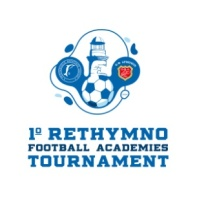 1º RETHYMNO
FOOTBALL ACADEMIES
TOURNAMENT